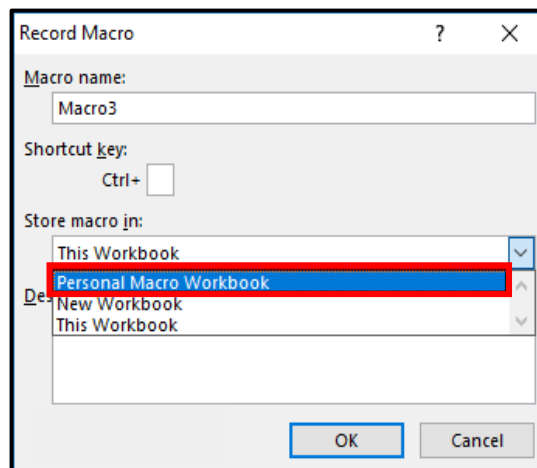 Record Macro ?
Macro name:
Macro3
Shortcut key:
Ctrl+
Store macro in:
This Workbook
Personal Macro Workbook
Des
New Workbook
This Workbook
OK Cancel